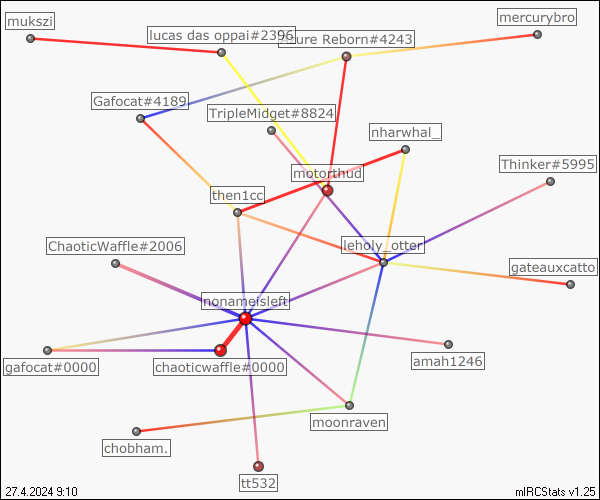 mukszi
mercurybro
lucas das oppai#2396
zure Reborn#4243
Gafocat#4189
TripleMidget#8824
nharwhal_
Thinker#5995
motorthud
then1cc
ChaoticWaffle#2006
leholy_otter
gateauxcatto
nonameisleft
gafocat#0000
chaoticwaffle#0000
amah1246
moonraven
chobham.
tt532
27.4.2024 9:10
mIRCStats v1.25